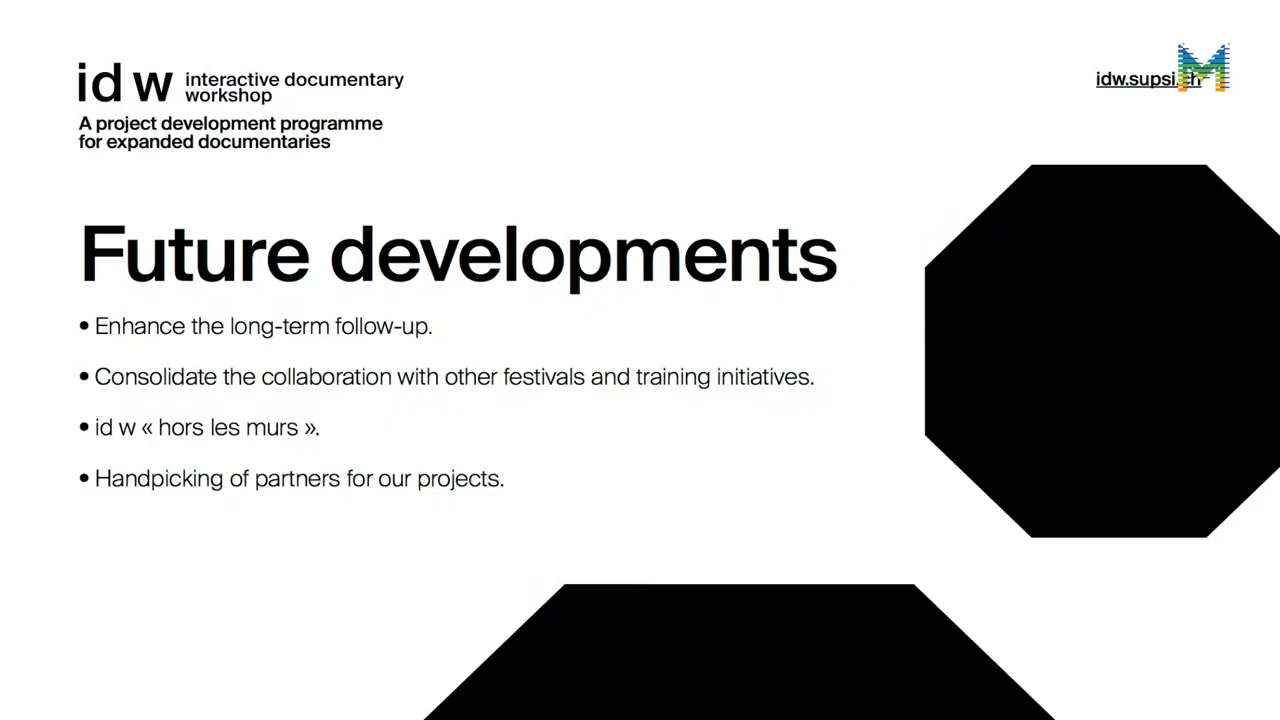 id w interactive documentary
workshop
A project development programme
for expanded documentaries
idw.supsi.ch
M
Future developments
• Enhance the long-term follow-up.
• Consolidate the collaboration with other festivals and training initiatives.
• id w « hors les murs ».
• Handpicking of partners for our projects.